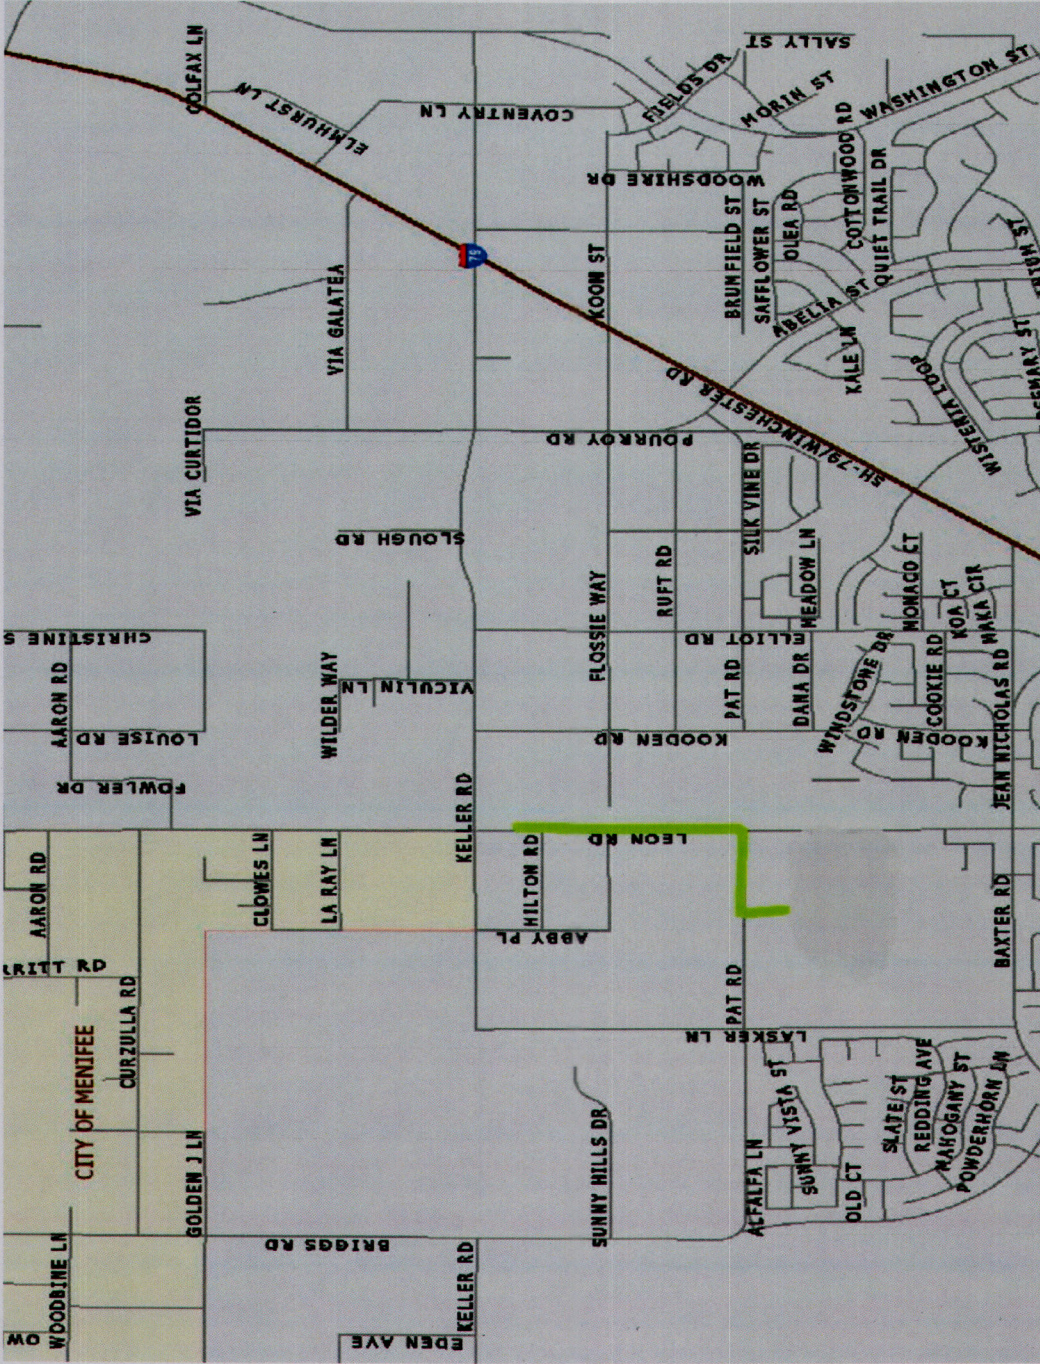 COLFAX LN
ELMHURST LN
COVENTRY LN
FIELDS DR
SALLY ST
MORIN ST
WASHINGTON ST
WOODSHIRE DR
COTTONWOOD RD
QUIET TRAIL DR
BRUMFIELD ST
SAFFLOWER ST
OLEA RD
79
VIA GALATEA
KOON ST
ABELIA ST
KALE LN
WISTERIA LOOP
VIA CURTIDOR
POURROY RD
SH-79/WINCHESTER RD
SLOUGH RD
SILK VINE DR
FLOSSIE WAY
RUFT RD
MEADOW LN
MONACO CT
KOA CT
MAKA CIR
CHRISTINE S
AARON RD
LOUISE RD
WILDER WAY
VICULIN LN
ELLIOT RD
PAT RD
DANA DR
WINDSTONE DR
COOKIE RD
JEAN NICHOLAS RD
KOODEN RD
KOODEN RD
FOWLER DR
KELLER RD
LEON RD
AARON RD
CLOWES LN
LA RAY LN
HILTON RD
ABBY PL
BAXTER RD
RRITT RD
CURZULLA RD
CITY OF MENIFEE
PAT RD
LASKER LN
GOLDEN J LN
SUNNY HILLS DR
ALFALFA LN
SUNNY VISTA ST
OLD CT
SLATE ST
REDDING AVE
MAHOGANY ST
POWDERHORN LN
BRIGGS RD
WOODBINE LN
KELLER RD
EDEN AVE
OW